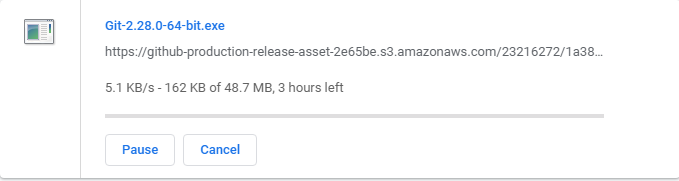 Git-2.28.0-64-bit.exe
https://github-production-release-asset-2e65be.s3.amazonaws.com/23216272/1a38…
5.1 KB/s - 162 KB of 48.7 MB, 3 hours left
Pause Cancel